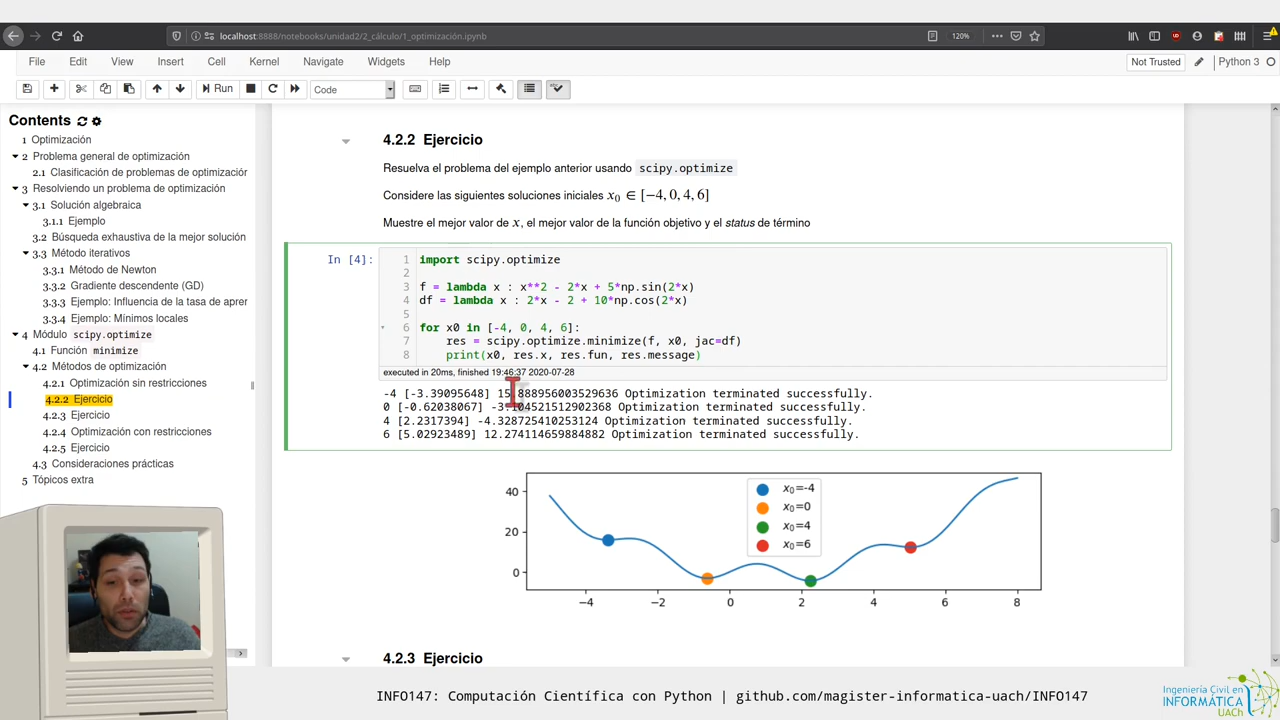 localhost:8888/notebooks/unidad2/2_cálculo/1_optimización.ipynb
120%
File Edit View Insert Cell Kernel Navigate Widgets Help
Not Trusted
Python 3
Run
Code
Contents
1 Optimización
2 Problema general de optimización
2.1 Clasificación de problemas de optimizaciór
3 Resolviendo un problema de optimización
3.1 Solución algebraica
3.1.1 Ejemplo
3.2 Búsqueda exhaustiva de la mejor solución
3.3 Método iterativos
3.3.1 Método de Newton
3.3.2 Gradiente descendente (GD)
3.3.3 Ejemplo: Influencia de la tasa de aprer
3.3.4 Ejemplo: Mínimos locales
4 Módulo scipy.optimize
4.1 Función minimize
4.2 Métodos de optimización
4.2.1 Optimización sin restricciones
4.2.2 Ejercicio
4.2.3 Ejercicio
4.2.4 Optimización con restricciones
4.2.5 Ejercicio
4.3 Consideraciones prácticas
5 Tópicos extra
4.2.2 Ejercicio
Resuelva el problema del ejemplo anterior usando scipy.optimize
Considere las siguientes soluciones iniciales x₀ ∈ [−4, 0, 4, 6]
Muestre el mejor valor de x, el mejor valor de la función objetivo y el status de término
In [4]:
1 import scipy.optimize
2
3 f = lambda x : x**2 - 2*x + 5*np.sin(2*x)
4 df = lambda x : 2*x - 2 + 10*np.cos(2*x)
5
6 for x0 in [-4, 0, 4, 6]:
7 res = scipy.optimize.minimize(f, x0, jac=df)
8 print(x0, res.x, res.fun, res.message)
executed in 20ms, finished 19:46:37 2020-07-28
-4 [-3.39095648] Optimization terminated successfully.
0 [-0.62038067] Optimization terminated successfully.
4 [2.2317394] -4.328725410253124 Optimization terminated successfully.
6 [5.02923489] 12.274114659884882 Optimization terminated successfully.
40
20
0
x₀=-4
x₀=0
x₀=4
x₀=6
−4 −2 0 2 4 6 8
4.2.3 Ejercicio
INFO147: Computación Científica con Python | github.com/magister-informatica-uach/INFO147
Ingeniería Civil en
INFORMÁTICA
UACh